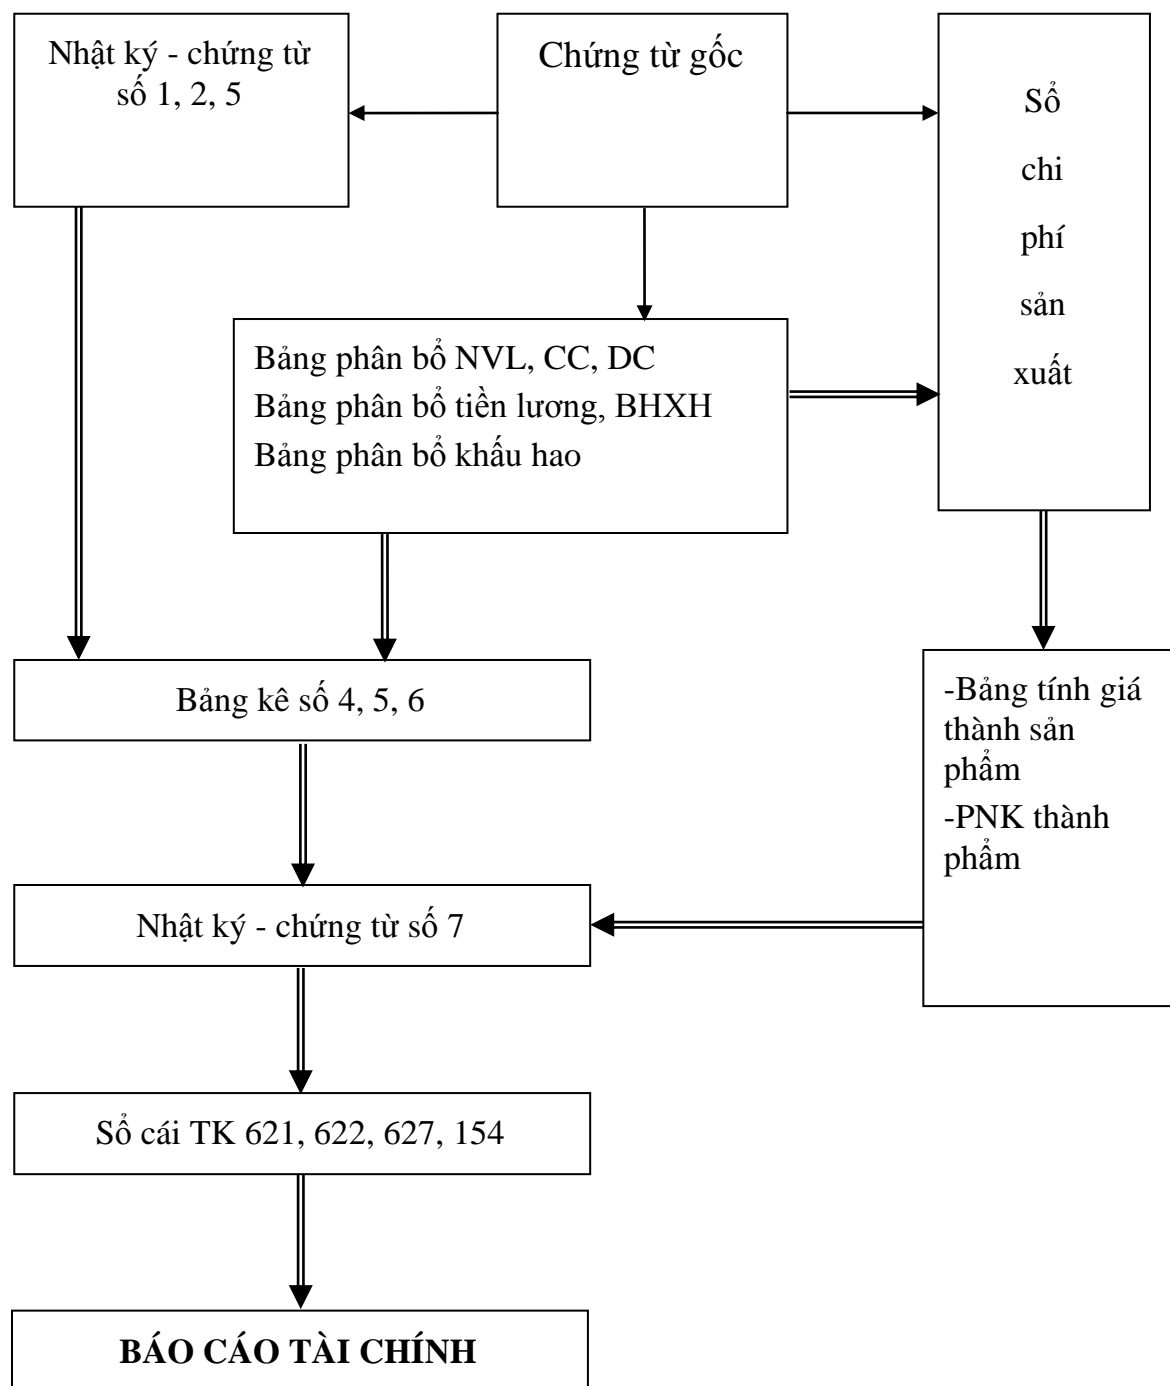 Nhật ký - chứng từ
số 1, 2, 5
Chứng từ gốc
Sổ
chi
phí
sản
xuất
Bảng phân bổ NVL, CC, DC
Bảng phân bổ tiền lương, BHXH
Bảng phân bổ khấu hao
Bảng kê số 4, 5, 6
-Bảng tính giá
thành sản
phẩm
-PNK thành
phẩm
Nhật ký - chứng từ số 7
Sổ cái TK 621, 622, 627, 154
BÁO CÁO TÀI CHÍNH